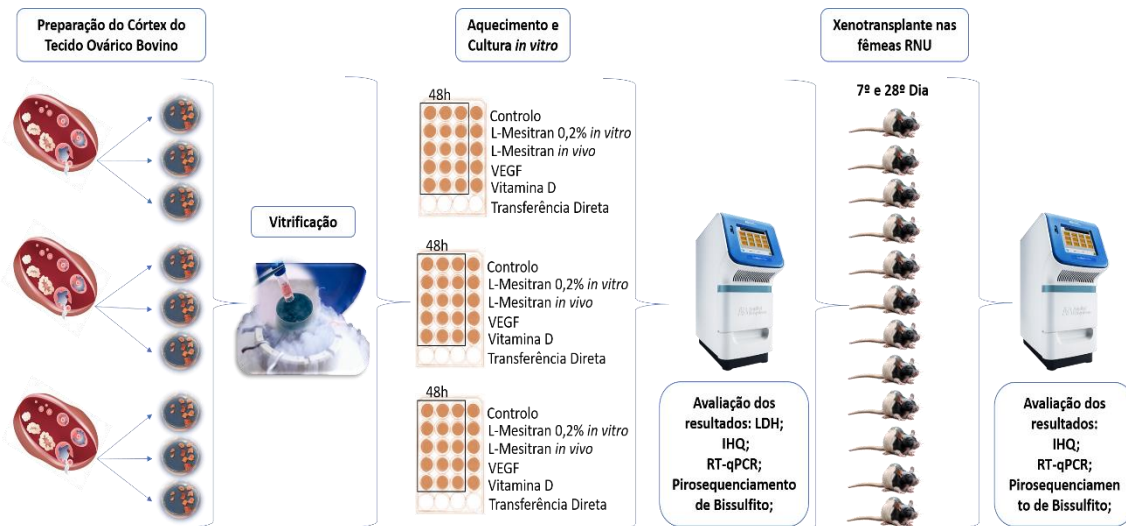 Preparação do Córtex do
Tecido Ovárico Bovino
Vitrificação
Aquecimento e
Cultura in vitro
48h
Controlo
L-Mesitran 0,2% in vitro
L-Mesitran in vivo
VEGF
Vitamina D
Transferência Direta
48h
Controlo
L-Mesitran 0,2% in vitro
L-Mesitran in vivo
VEGF
Vitamina D
Transferência Direta
48h
Controlo
L-Mesitran 0,2% in vitro
L-Mesitran in vivo
VEGF
Vitamina D
Transferência Direta
Avaliação dos
resultados: LDH;
IHQ;
RT-qPCR;
Pirosequenciamento
de Bissulfito;
Xenotransplante nas
fêmeas RNU
7º e 28º Dia
Avaliação dos
resultados:
IHQ;
RT-qPCR;
Pirosequenciamen
to de Bissulfito;